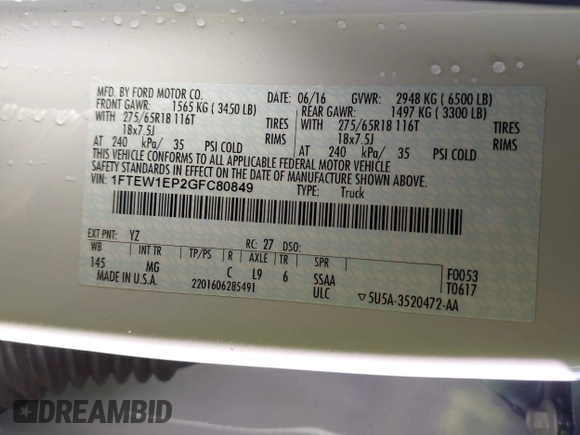 MFD. BY FORD MOTOR CO. 06/16 GVWR: 2948 KG ( 6500 LB)
FRONT GAWR: 1565 KG ( 3450 LB) REAR GAWR: 1497 KG ( 3300 LB)
WITH 275/65R18 116T TIRES WITH 275/65R18 116T TIRES
18x7.5J RIMS 18x7.5J RIMS
AT 240 kPa/ 35 PSI COLD AT 240 kPa/ 35 PSI COLD
THIS VEHICLE CONFORMS TO ALL APPLICABLE FEDERAL MOTOR VEHICLE
SAFETY STANDARDS IN EFFECT ON THE DATE OF MANUFACTURE SHOWN ABOVE.
VIN: 1FTEW1EP2GFC80849 TYPE: Truck
EXT PNT: YZ RC: 27 DSO:
WB INT TR TP/PS R AXLE TR SPR
145 MG C L9 6 SSAA F0053
MADE IN U.S.A. 2201606285491 ULC T0617
▽5U5A-3520472-AA
DREAMBID